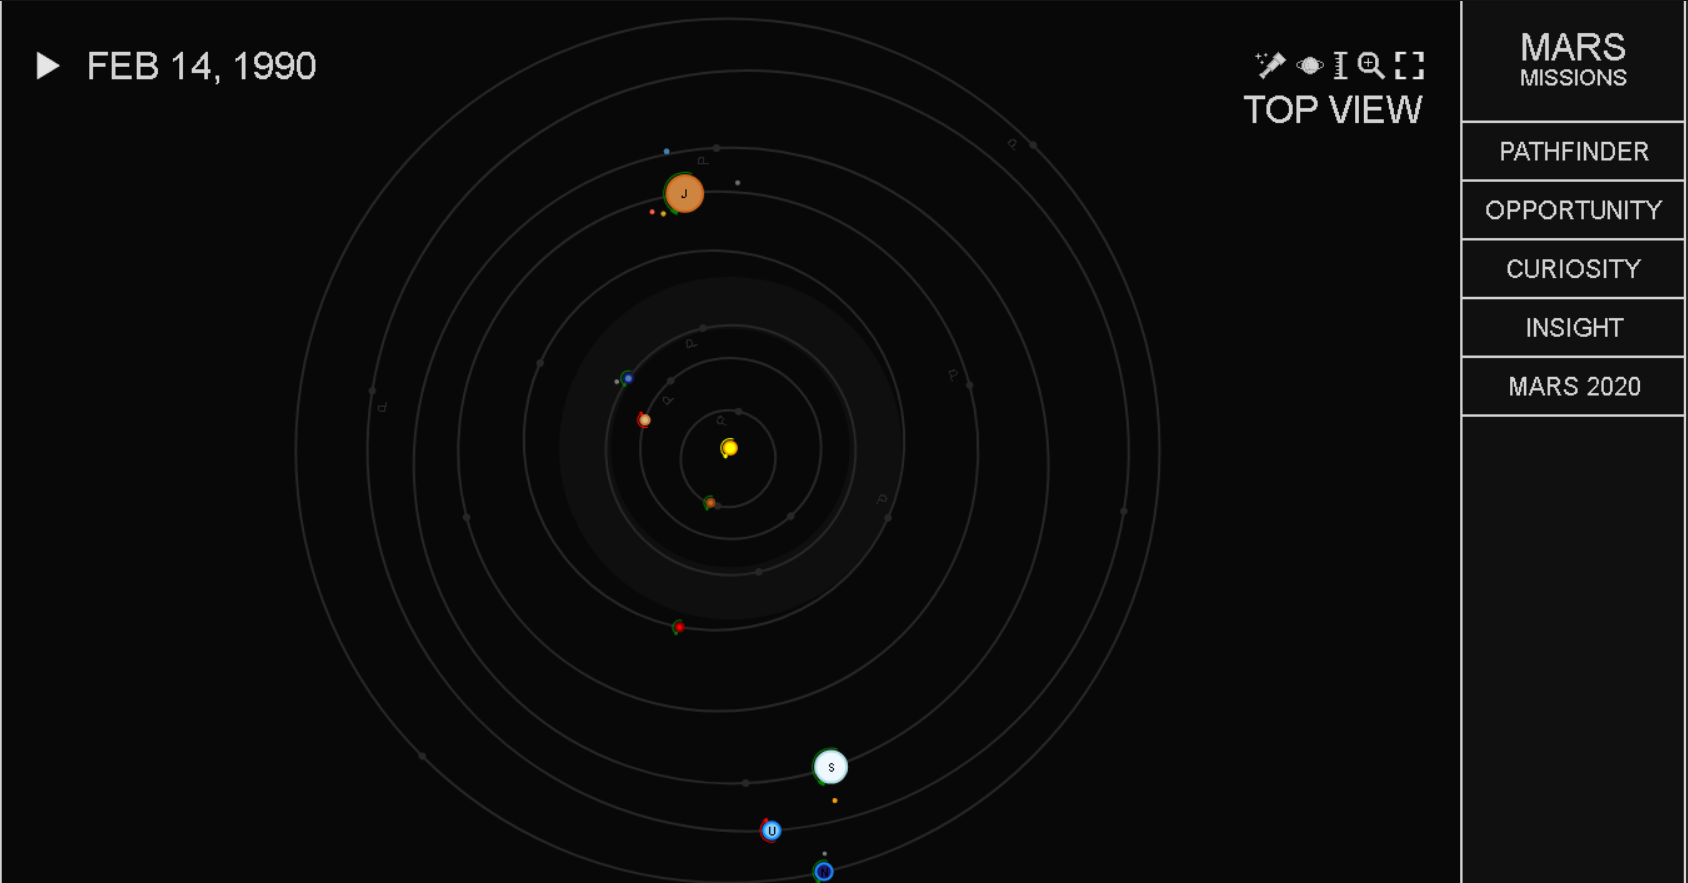 FEB 14, 1990
TOP VIEW
MARS
MISSIONS
PATHFINDER
OPPORTUNITY
CURIOSITY
INSIGHT
MARS 2020
P
P
J
P
P
P
P
P
P
S
U
N